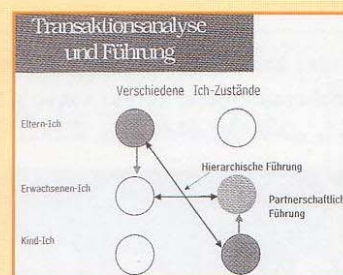 Transaktionsanalyse
und Führung
Verschiedene Ich-Zustände
Eltern-Ich
Hierarchische Führung
Erwachsenen-Ich
Partnerschaftlich
Führung
Kind-Ich